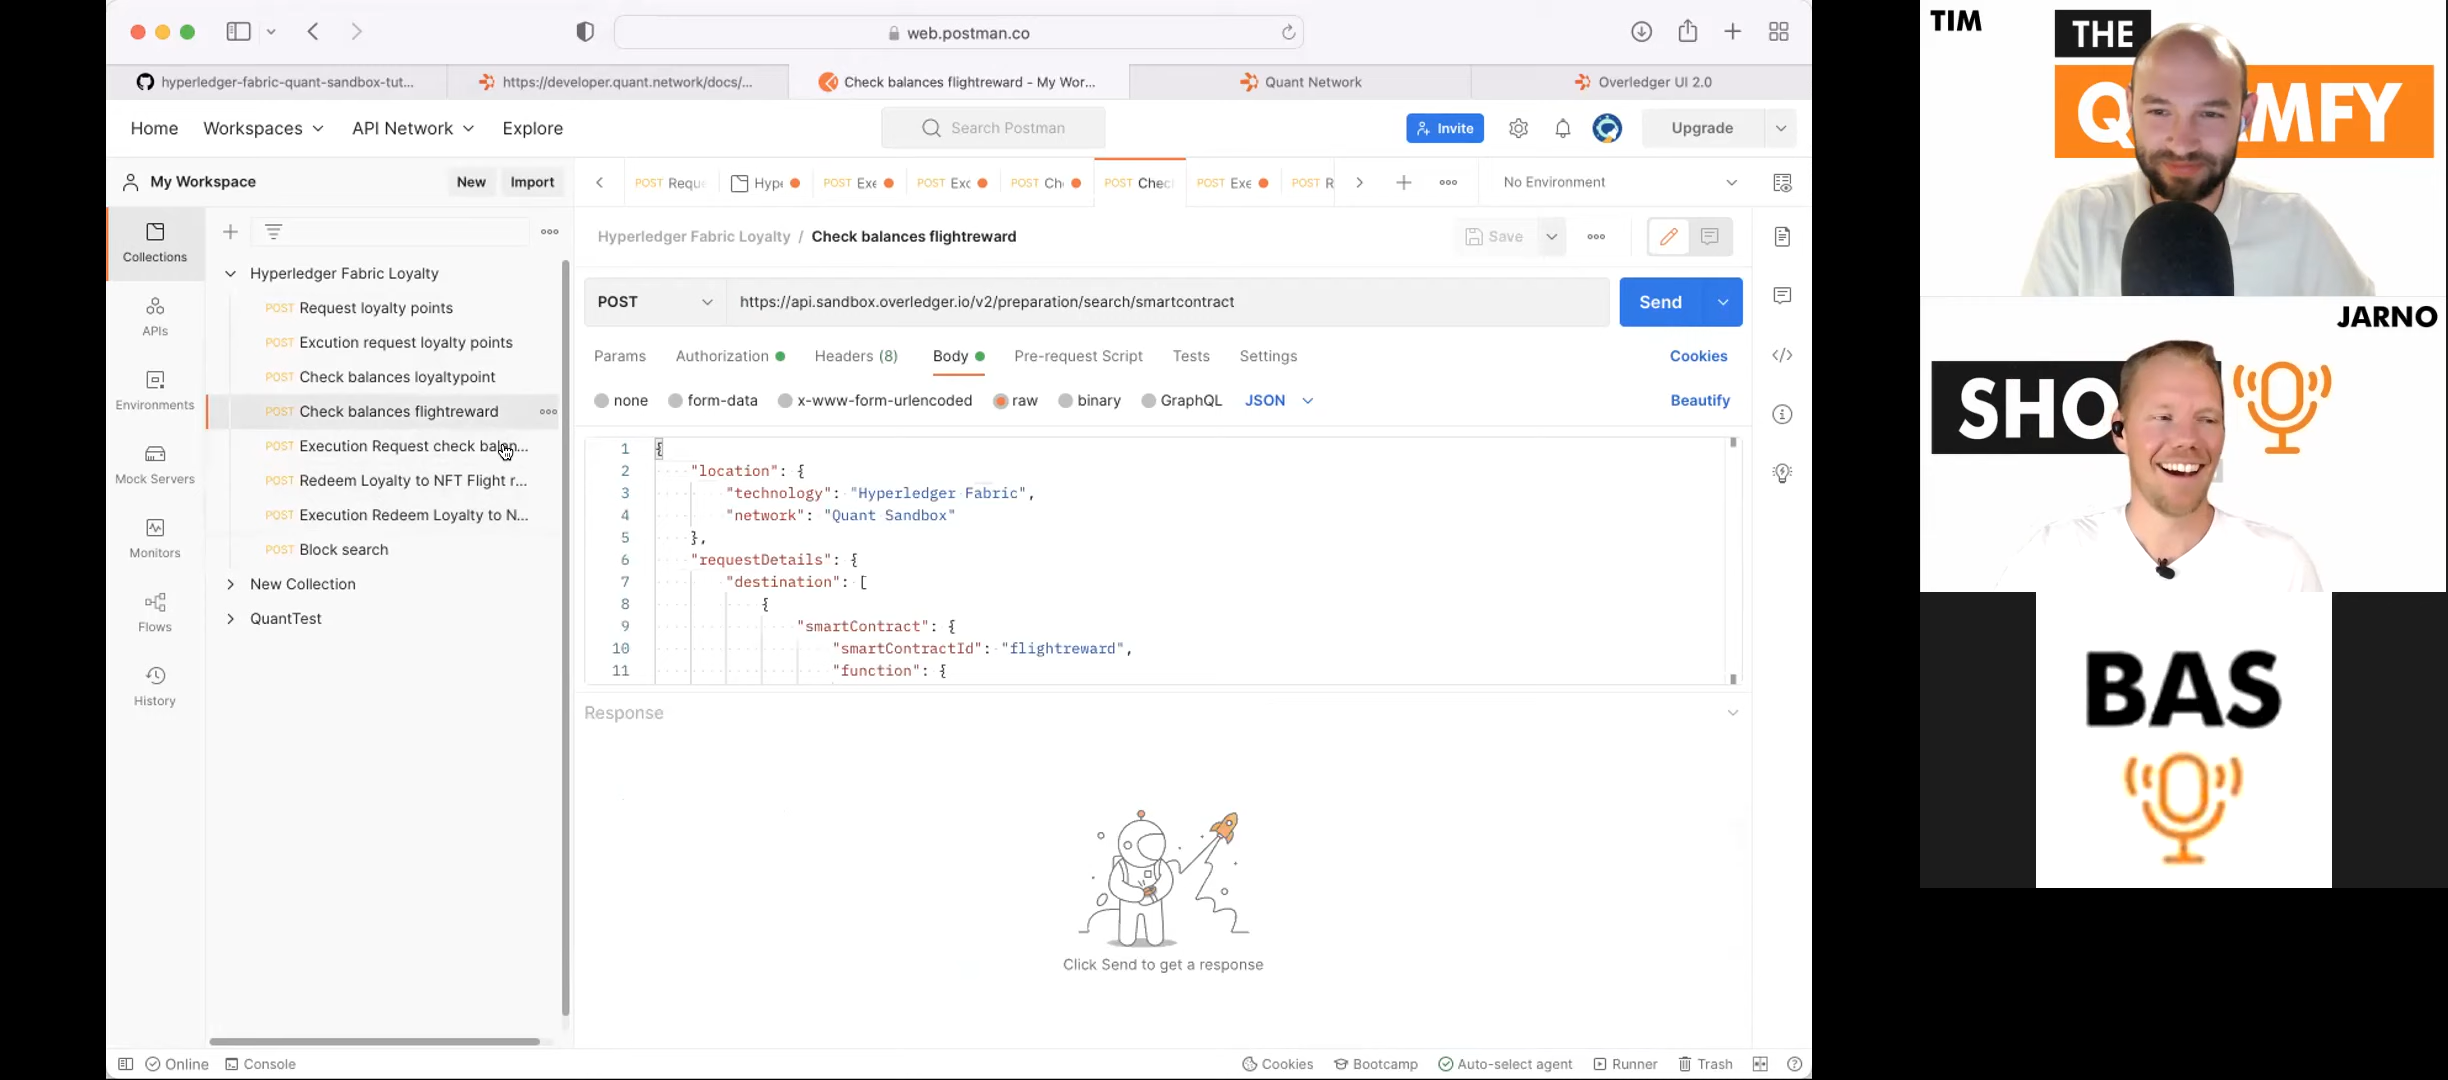 web.postman.co
hyperledger-fabric-quant-sandbox-tut...
https://developer.quant.network/docs/...
Check balances flightreward - My Wor...
Quant Network
Overledger UI 2.0
Home
Workspaces
API Network
Explore
Search Postman
Invite
Upgrade
My Workspace
New
Import
POST Reque
Hype
POST Exe
POST Exc
POST Ch
POST Chec
POST Exe
POST R
No Environment
Collections
APIs
Environments
Mock Servers
Monitors
Flows
History
Hyperledger Fabric Loyalty
POST Request loyalty points
POST Excution request loyalty points
POST Check balances loyaltypoint
POST Check balances flightreward
POST Execution Request check balan...
POST Redeem Loyalty to NFT Flight r...
POST Execution Redeem Loyalty to N...
POST Block search
New Collection
QuantTest
Hyperledger Fabric Loyalty / Check balances flightreward
Save
POST
https://api.sandbox.overledger.io/v2/preparation/search/smartcontract
Send
Params
Authorization
Headers (8)
Body
Pre-request Script
Tests
Settings
Cookies
none
form-data
x-www-form-urlencoded
raw
binary
GraphQL
JSON
Beautify
1 {
2 "location": {
3 "technology": "Hyperledger Fabric",
4 "network": "Quant Sandbox"
5 },
6 "requestDetails": {
7 "destination": [
8 {
9 "smartContract": {
10 "smartContractId": "flightreward",
11 "function": {
Response
Click Send to get a response
Online
Console
Cookies
Bootcamp
Auto-select agent
Runner
Trash
TIM
THE
Q MFY
JARNO
SHO
BAS